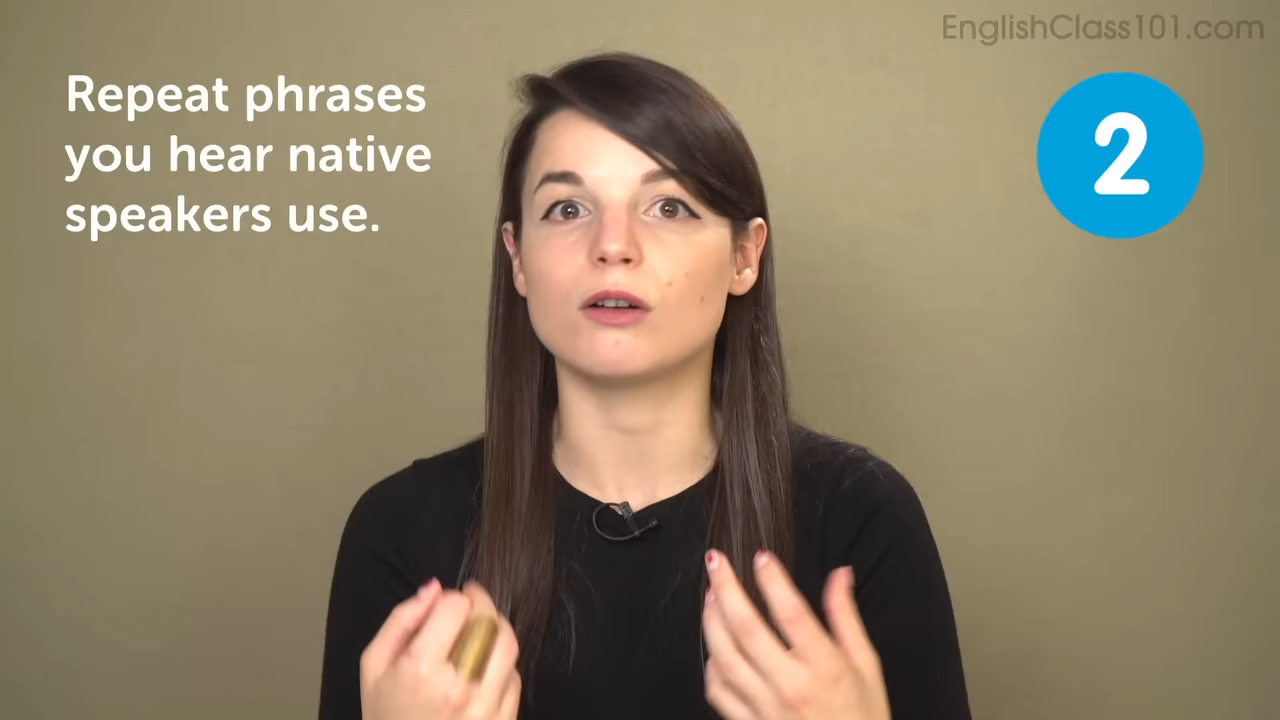 EnglishClass101.com
Repeat phrases
you hear native
speakers use.
2